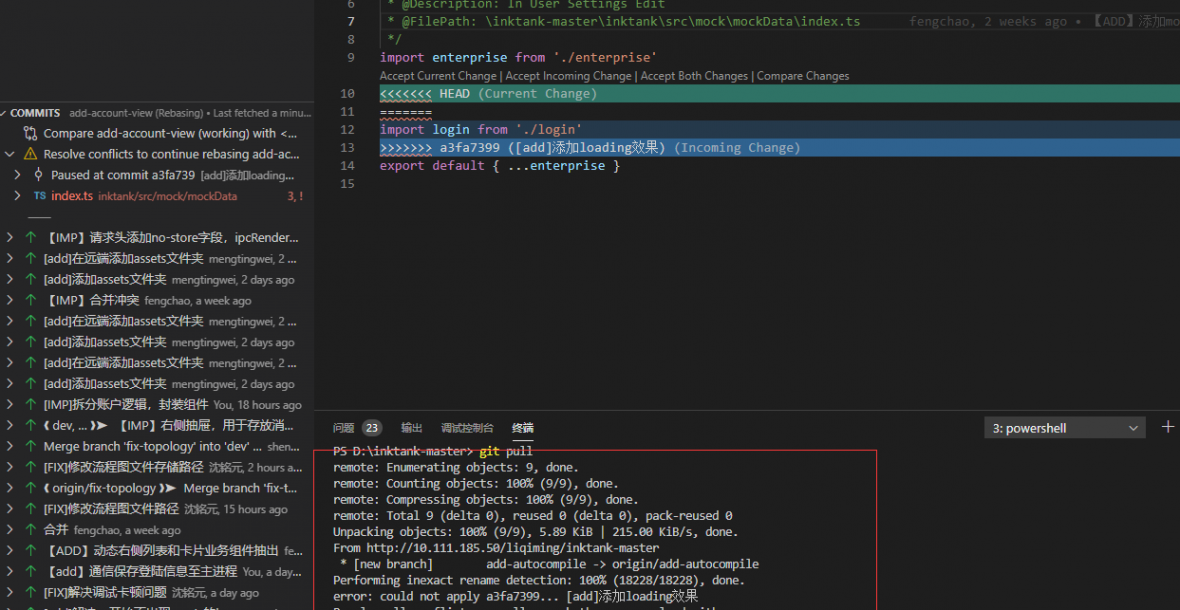 6 * @Description: In User Settings Edit
7 * @FilePath: \inktank-master\inktank\src\mock\mockData\index.ts fengchao, 2 weeks ago • 【ADD】添加mo
8 */
9 import enterprise from './enterprise'
Accept Current Change | Accept Incoming Change | Accept Both Changes | Compare Changes
10 <<<<<<< HEAD (Current Change)
11 =======
12 import login from './login'
13 >>>>>>> a3fa7399 ([add]添加loading效果) (Incoming Change)
14 export default { ...enterprise }
15
COMMITS add-account-view (Rebasing) • Last fetched a minu...
Compare add-account-view (working) with <...
Resolve conflicts to continue rebasing add-ac...
Paused at commit a3fa739 [add]添加loading...
TS index.ts inktank/src/mock/mockData 3, !
【IMP】请求头添加no-store字段，ipcRender...
[add]在远端添加assets文件夹 mengtingwei, 2 ...
[add]添加assets文件夹 mengtingwei, 2 days ago
【IMP】合并冲突 fengchao, a week ago
[add]在远端添加assets文件夹 mengtingwei, 2 ...
[add]添加assets文件夹 mengtingwei, 2 days ago
[add]在远端添加assets文件夹 mengtingwei, 2 ...
[add]添加assets文件夹 mengtingwei, 2 days ago
[IMP]拆分账户逻辑，封装组件 You, 18 hours ago
⟪ dev, ... ⟫➤ 【IMP】右侧抽屉，用于存放消...
Merge branch 'fix-topology' into 'dev' ... shen...
[FIX]修改流程图文件存储路径 沈銘元, 2 hours a...
⟪ origin/fix-topology ⟫➤ Merge branch 'fix-t...
[FIX]修改流程图文件路径 沈銘元, 15 hours ago
合并 fengchao, a week ago
【ADD】动态右侧列表和卡片业务组件抽出 fe...
【add】通信保存登陆信息至主进程 You, a day...
[FIX]解决调试卡顿问题 沈銘元, a day ago
问题 23 输出 调试控制台 终端 3: powershell
PS D:\inktank-master> git pull
remote: Enumerating objects: 9, done.
remote: Counting objects: 100% (9/9), done.
remote: Compressing objects: 100% (9/9), done.
remote: Total 9 (delta 0), reused 0 (delta 0), pack-reused 0
Unpacking objects: 100% (9/9), 5.89 KiB | 215.00 KiB/s, done.
From http://10.111.185.50/liqiming/inktank-master
* [new branch] add-autocompile -> origin/add-autocompile
Performing inexact rename detection: 100% (18228/18228), done.
error: could not apply a3fa7399... [add]添加loading效果